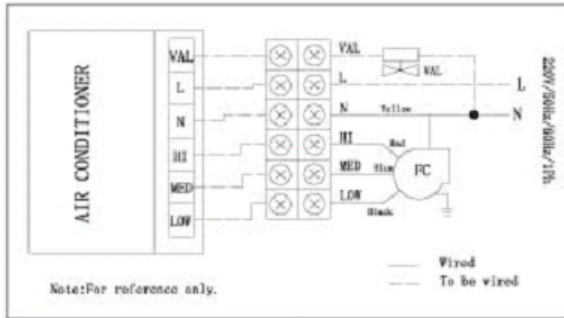 AIR CONDITIONER
VAL
L
N
HI
MED
LOW
VAL
L
N
HI
MED
LOW
VAL
Yellow
Red
Blue
Black
FC
L
N
220V/50Hz/60Hz/1Ph
Wired
To be wired
Note:For reference only.